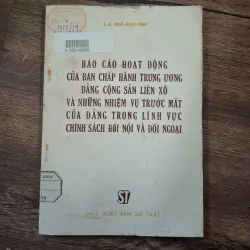 BÁO CÁO HOẠT ĐỘNG
CỦA BAN CHẤP HÀNH TRUNG ƯƠNG
ĐẢNG CỘNG SẢN LIÊN XÔ
VÀ NHỮNG NHIỆM VỤ TRƯỚC MẮT
CỦA ĐẢNG TRONG LĨNH VỰC
CHÍNH SÁCH ĐỐI NỘI VÀ ĐỐI NGOẠI
ST
NHÀ XUẤT BẢN SỰ THẬT